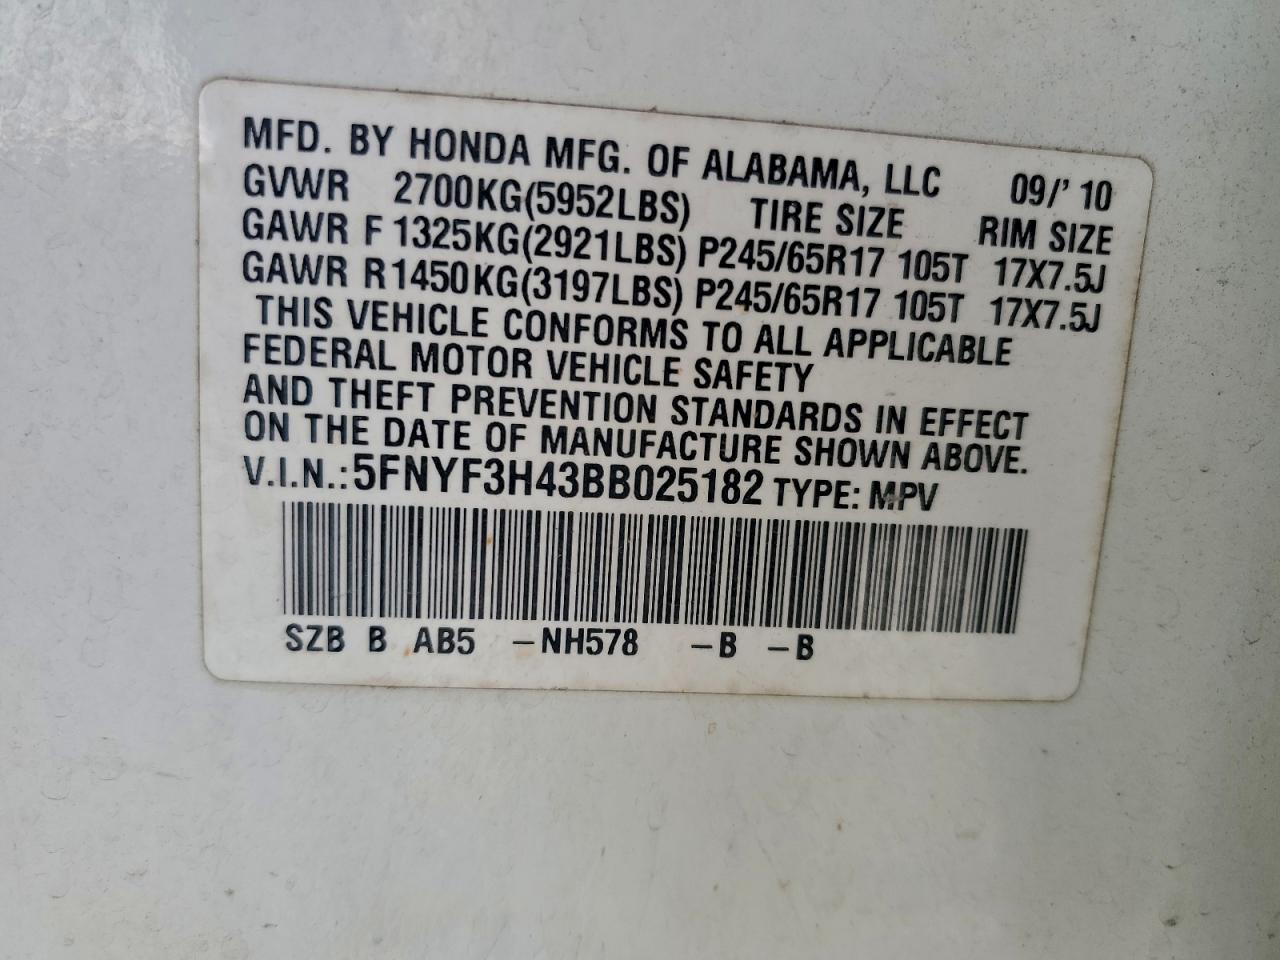 MFD. BY HONDA MFG. OF ALABAMA, LLC 09/'10
GVWR 2700KG(5952LBS) TIRE SIZE RIM SIZE
GAWR F 1325KG(2921LBS) P245/65R17 105T 17X7.5J
GAWR R 1450KG(3197LBS) P245/65R17 105T 17X7.5J
THIS VEHICLE CONFORMS TO ALL APPLICABLE
FEDERAL MOTOR VEHICLE SAFETY
AND THEFT PREVENTION STANDARDS IN EFFECT
ON THE DATE OF MANUFACTURE SHOWN ABOVE.
V.I.N.:5FNYF3H43BB025182 TYPE: MPV
SZB B AB5 -NH578 -B -B